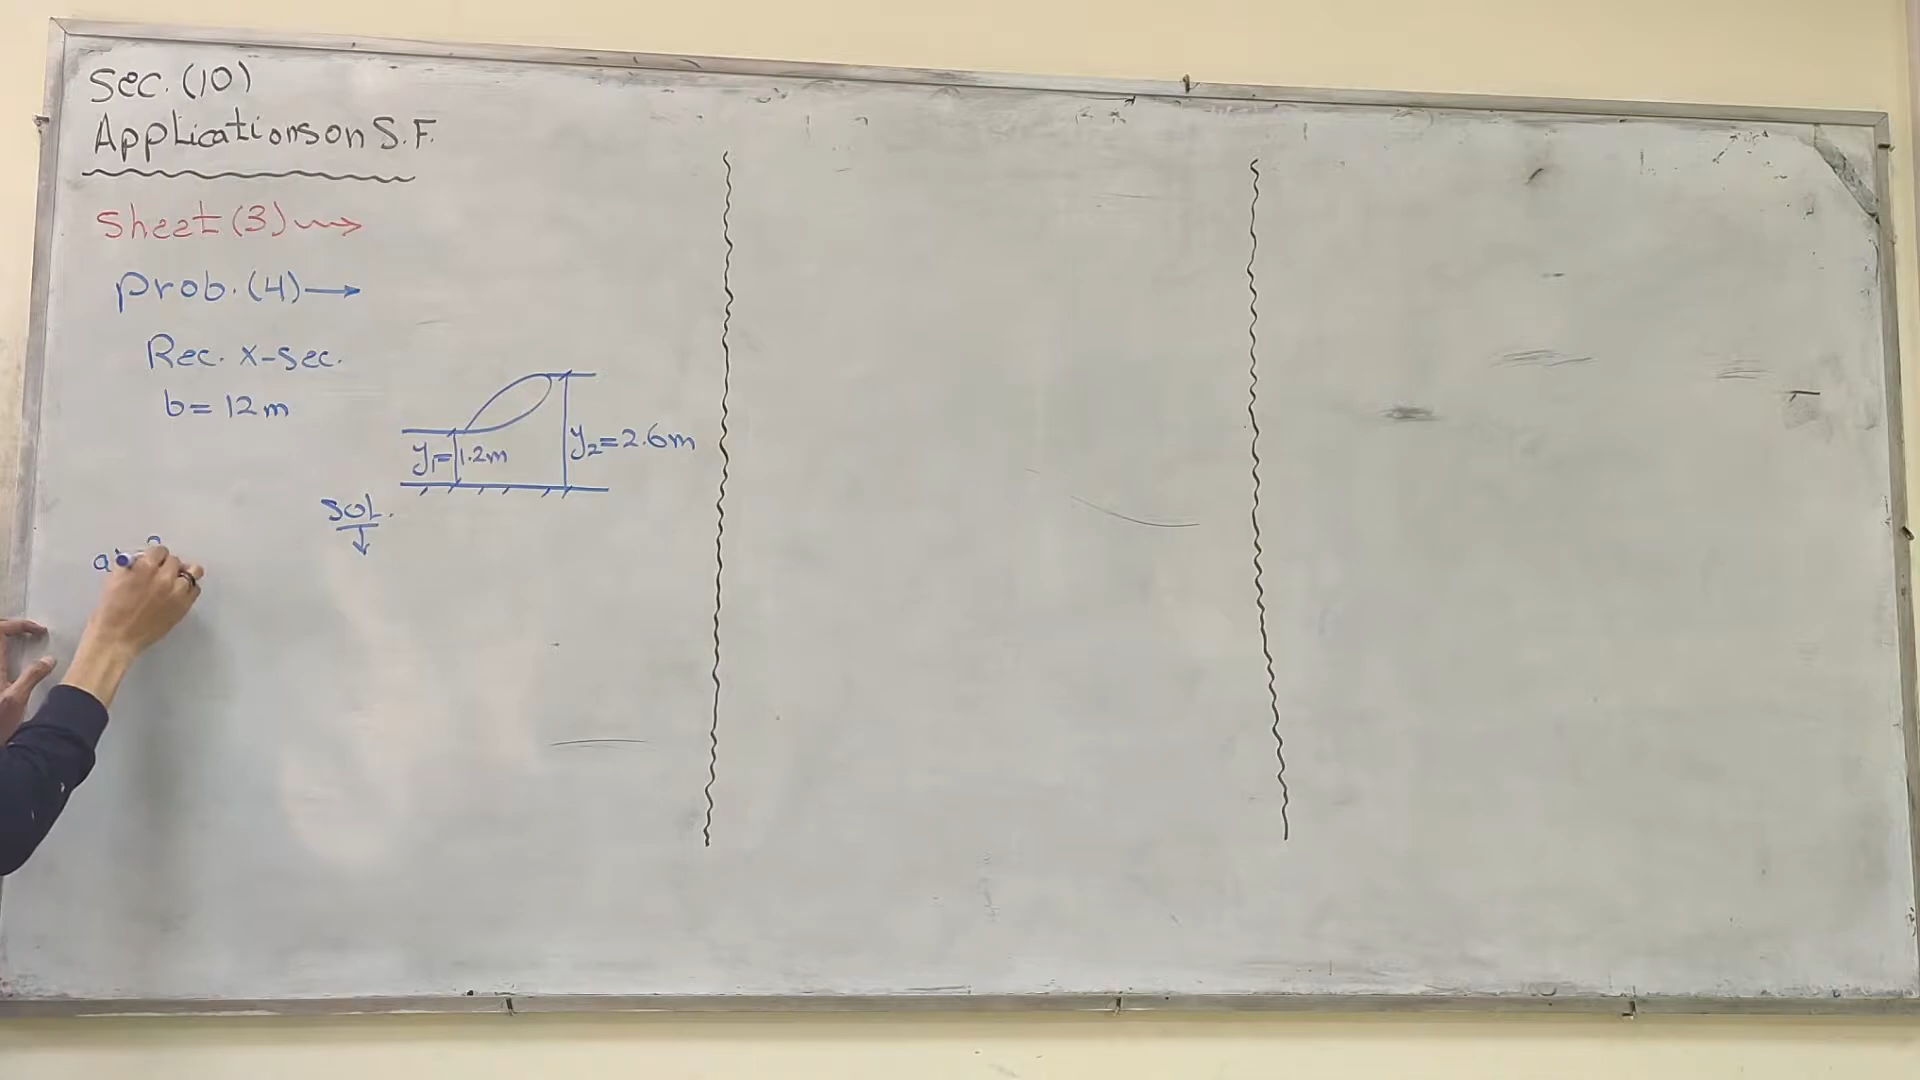 Sec. (10)
Applications on S.F.
Sheet (3) ⇝
Prob. (4) →
Rec. x-sec.
b = 12 m
y₁ = 1.2m
y₂ = 2.6m
Sol.